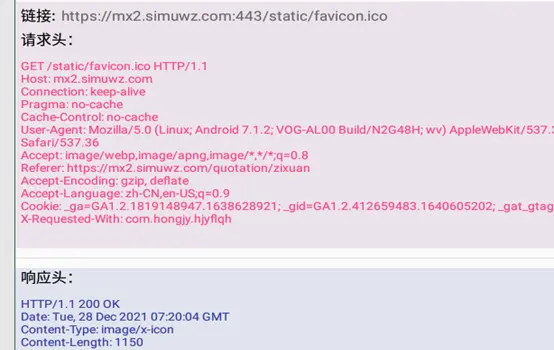 链接: https://mx2.simuwz.com:443/static/favicon.ico
请求头:
GET /static/favicon.ico HTTP/1.1
Host: mx2.simuwz.com
Connection: keep-alive
Pragma: no-cache
Cache-Control: no-cache
User-Agent: Mozilla/5.0 (Linux; Android 7.1.2; VOG-AL00 Build/N2G48H; wv) AppleWebKit/537.3
Safari/537.36
Accept: image/webp,image/apng,image/*,*/*;q=0.8
Referer: https://mx2.simuwz.com/quotation/zixuan
Accept-Encoding: gzip, deflate
Accept-Language: zh-CN,en-US;q=0.9
Cookie: _ga=GA1.2.1819148947.1638628921; _gid=GA1.2.412659483.1640605202; _gat_gtag
X-Requested-With: com.hongjy.hjyflqh
响应头:
HTTP/1.1 200 OK
Date: Tue, 28 Dec 2021 07:20:04 GMT
Content-Type: image/x-icon
Content-Length: 1150